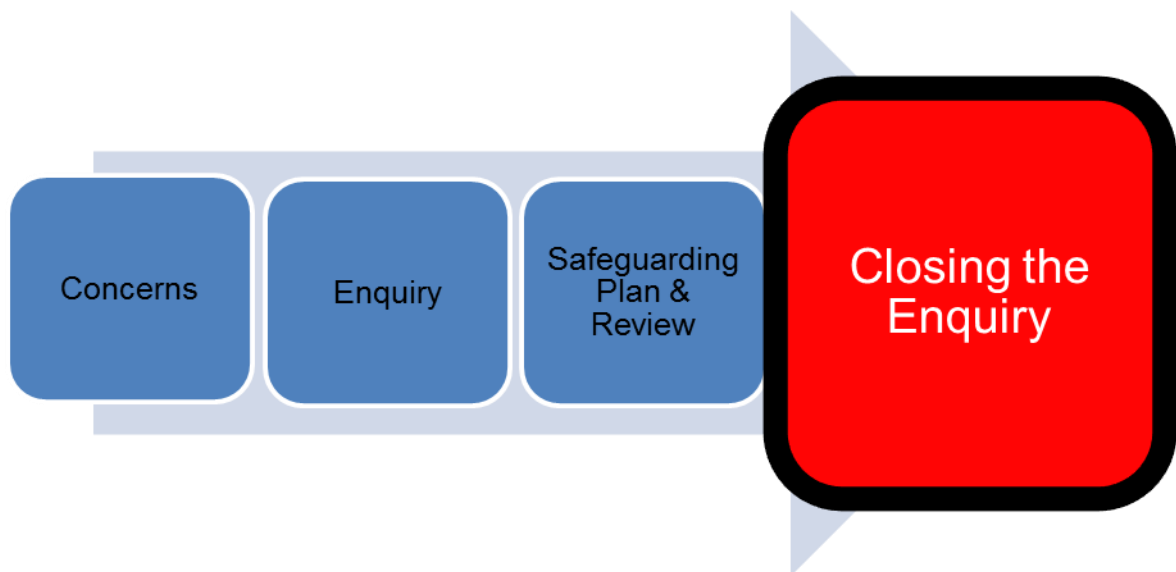 Concerns
Enquiry
Safeguarding
Plan &
Review
Closing the
Enquiry